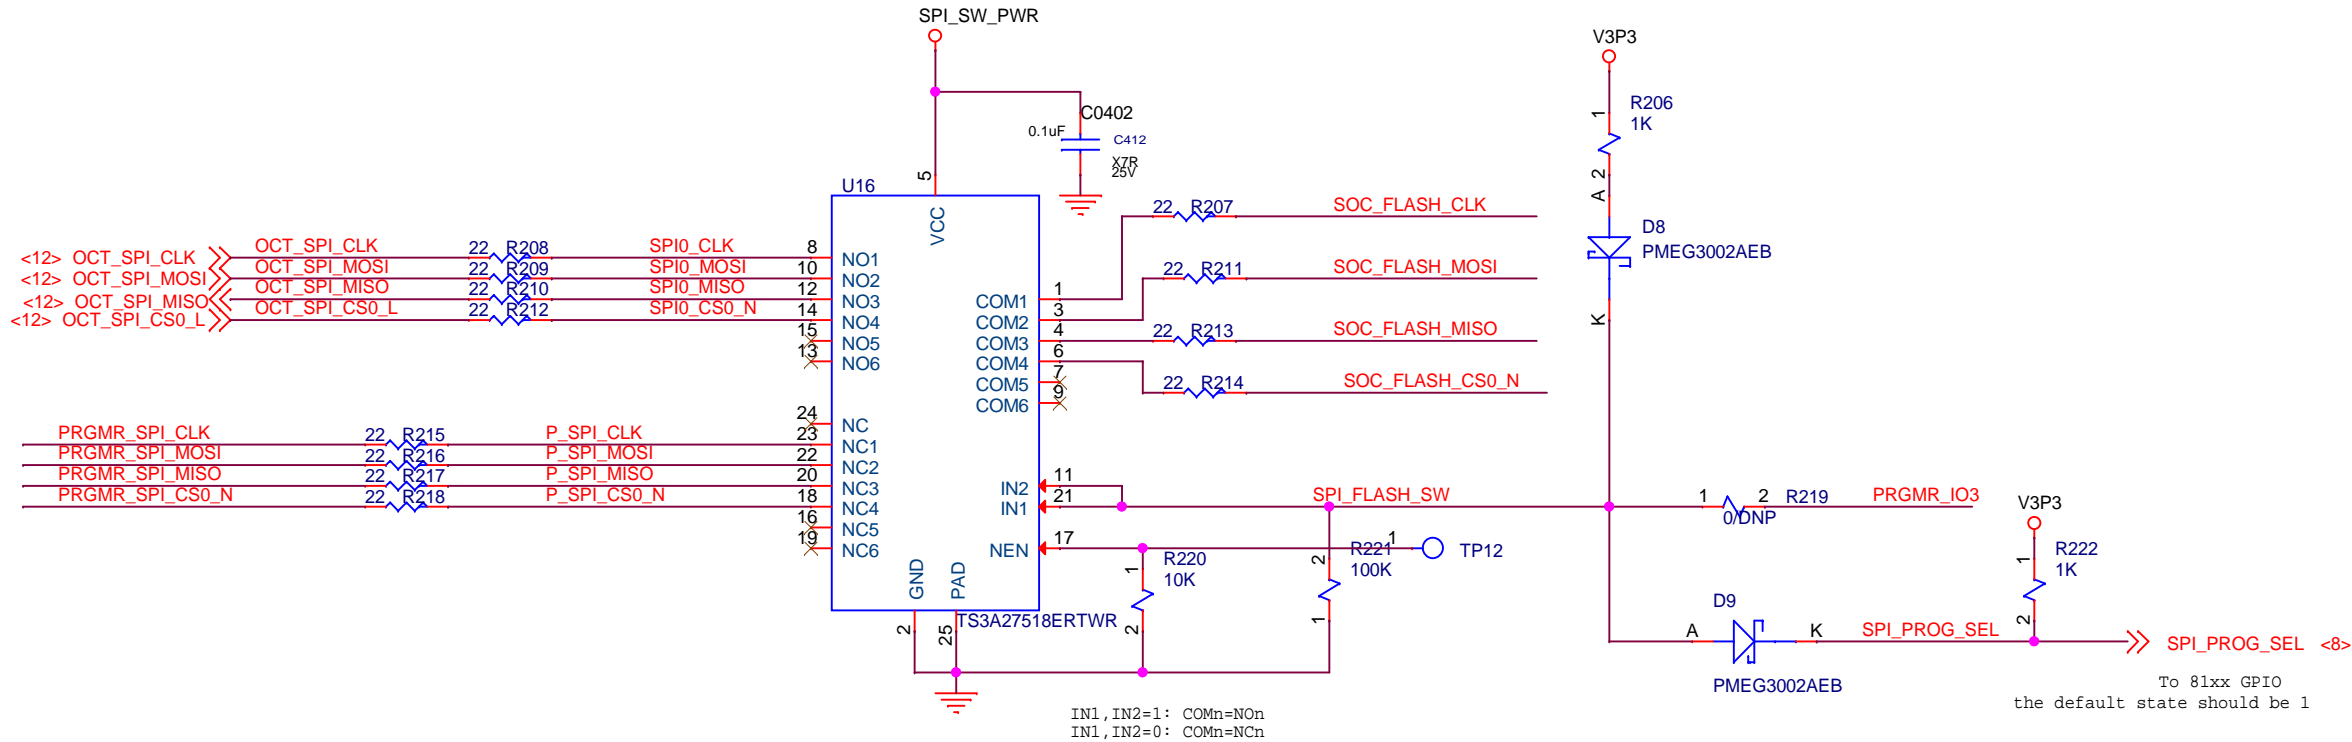 SPI_SW_PWR
V3P3
R206
1K
1
2
A
D8
PMEG3002AEB
K
C0402
0.1uF
C412
X7R
25V
5
U16
VCC
22 R207 SOC_FLASH_CLK
<12> OCT_SPI_CLK OCT_SPI_CLK 22 R208 SPI0_CLK 8 NO1
<12> OCT_SPI_MOSI OCT_SPI_MOSI 22 R209 SPI0_MOSI 10 NO2
<12> OCT_SPI_MISO OCT_SPI_MISO 22 R210 SPI0_MISO 12 NO3
<12> OCT_SPI_CS0_L OCT_SPI_CS0_L 22 R212 SPI0_CS0_N 14 NO4
15 NO5
13 NO6
22 R211 SOC_FLASH_MOSI
COM1 1
COM2 3
COM3 4 22 R213 SOC_FLASH_MISO
COM4 6
COM5 7
COM6 9
22 R214 SOC_FLASH_CS0_N
24 NC
PRGMR_SPI_CLK 22 R215 P_SPI_CLK 23 NC1
PRGMR_SPI_MOSI 22 R216 P_SPI_MOSI 22 NC2
PRGMR_SPI_MISO 22 R217 P_SPI_MISO 20 NC3
PRGMR_SPI_CS0_N 22 R218 P_SPI_CS0_N 18 NC4
16 NC5
19 NC6
IN2 11
IN1 21 SPI_FLASH_SW
1 2 R219 PRGMR_IO3
0/DNP
NEN 17
1 TP12
R220
10K
1
2
R221
100K
2
1
GND
PAD
2
25
TS3A27518ERTWR
V3P3
R222
1K
1
2
D9
A K SPI_PROG_SEL
PMEG3002AEB
SPI_PROG_SEL <8>
To 81xx GPIO
the default state should be 1
IN1,IN2=1: COMn=NOn
IN1,IN2=0: COMn=NCn